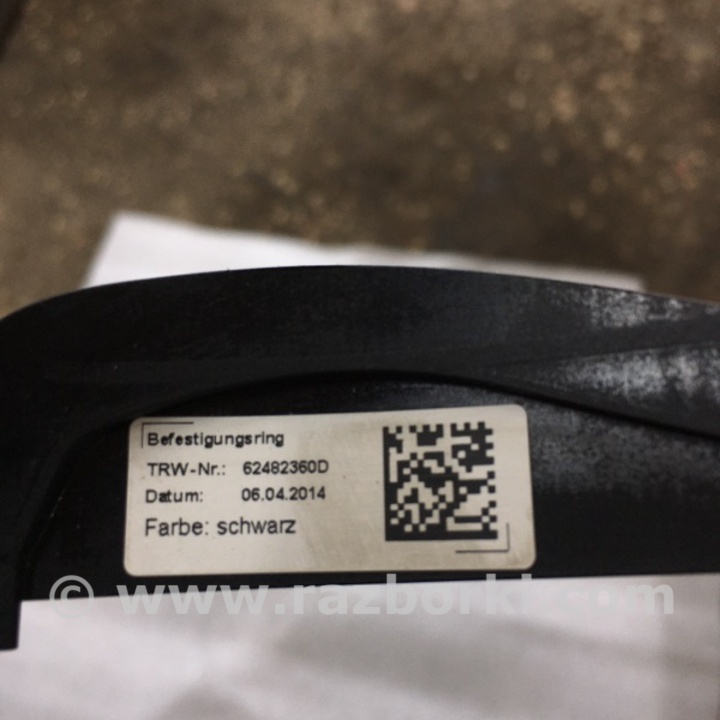 Befestigungsring
TRW-Nr.: 62482360D
Datum: 06.04.2014
Farbe: schwarz
© www.razborki.com